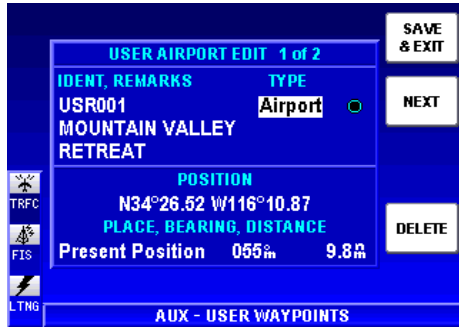 SAVE
& EXIT
USER AIRPORT EDIT 1 of 2
IDENT, REMARKS TYPE
USR001 Airport
NEXT
MOUNTAIN VALLEY
RETREAT
POSITION
TRFC
N34°26.52 W116°10.87
PLACE, BEARING, DISTANCE
DELETE
Present Position 055°m 9.8nm
FIS
LTNG
AUX - USER WAYPOINTS